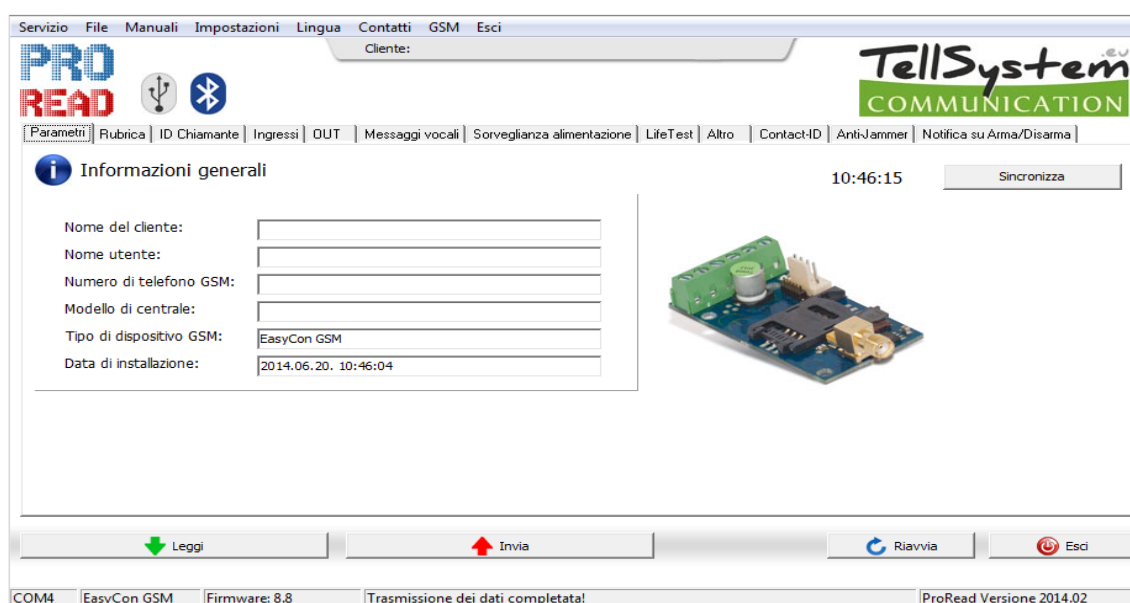 Servizio File Manuali Impostazioni Lingua Contatti GSM Esci
Cliente:
PRO READ
TellSystem.eu
COMMUNICATION
Parametri Rubrica ID Chiamante Ingressi OUT Messaggi vocali Sorveglianza alimentazione LifeTest Altro Contact-ID Anti-Jammer Notifica su Arma/Disarma
i Informazioni generali
10:46:15 Sincronizza
Nome del cliente:
Nome utente:
Numero di telefono GSM:
Modello di centrale:
Tipo di dispositivo GSM: EasyCon GSM
Data di installazione: 2014.06.20. 10:46:04
Leggi Invia Riavvia Esci
COM4 EasyCon GSM Firmware: 8.8 Trasmissione dei dati completata! ProRead Versione 2014.02